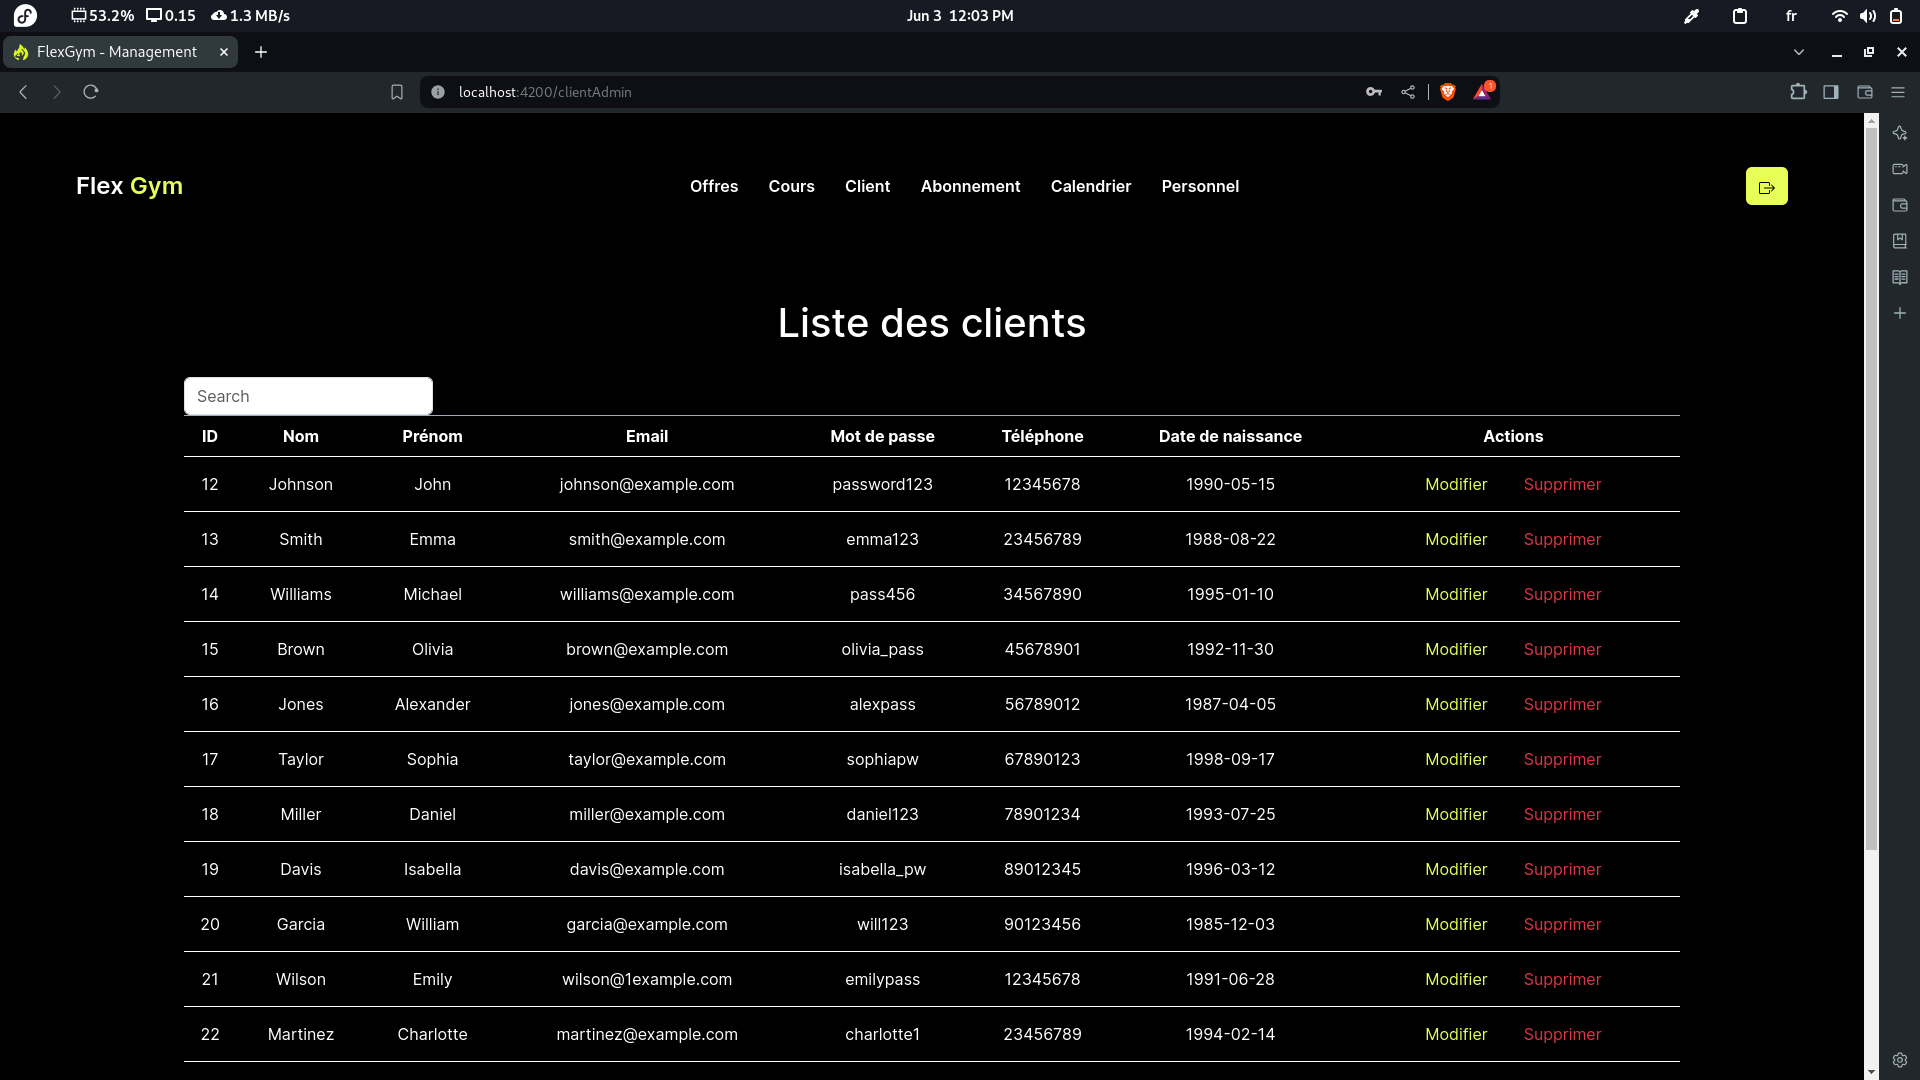 53.2% 0.15 1.3 MB/s Jun 3 12:03 PM fr
FlexGym - Management
localhost:4200/clientAdmin 1
Flex Gym Offres Cours Client Abonnement Calendrier Personnel
Liste des clients
Search
ID Nom Prénom Email Mot de passe Téléphone Date de naissance Actions
12 Johnson John johnson@example.com password123 12345678 1990-05-15 Modifier Supprimer
13 Smith Emma smith@example.com emma123 23456789 1988-08-22 Modifier Supprimer
14 Williams Michael williams@example.com pass456 34567890 1995-01-10 Modifier Supprimer
15 Brown Olivia brown@example.com olivia_pass 45678901 1992-11-30 Modifier Supprimer
16 Jones Alexander jones@example.com alexpass 56789012 1987-04-05 Modifier Supprimer
17 Taylor Sophia taylor@example.com sophiapw 67890123 1998-09-17 Modifier Supprimer
18 Miller Daniel miller@example.com daniel123 78901234 1993-07-25 Modifier Supprimer
19 Davis Isabella davis@example.com isabella_pw 89012345 1996-03-12 Modifier Supprimer
20 Garcia William garcia@example.com will123 90123456 1985-12-03 Modifier Supprimer
21 Wilson Emily wilson@1example.com emilypass 12345678 1991-06-28 Modifier Supprimer
22 Martinez Charlotte martinez@example.com charlotte1 23456789 1994-02-14 Modifier Supprimer